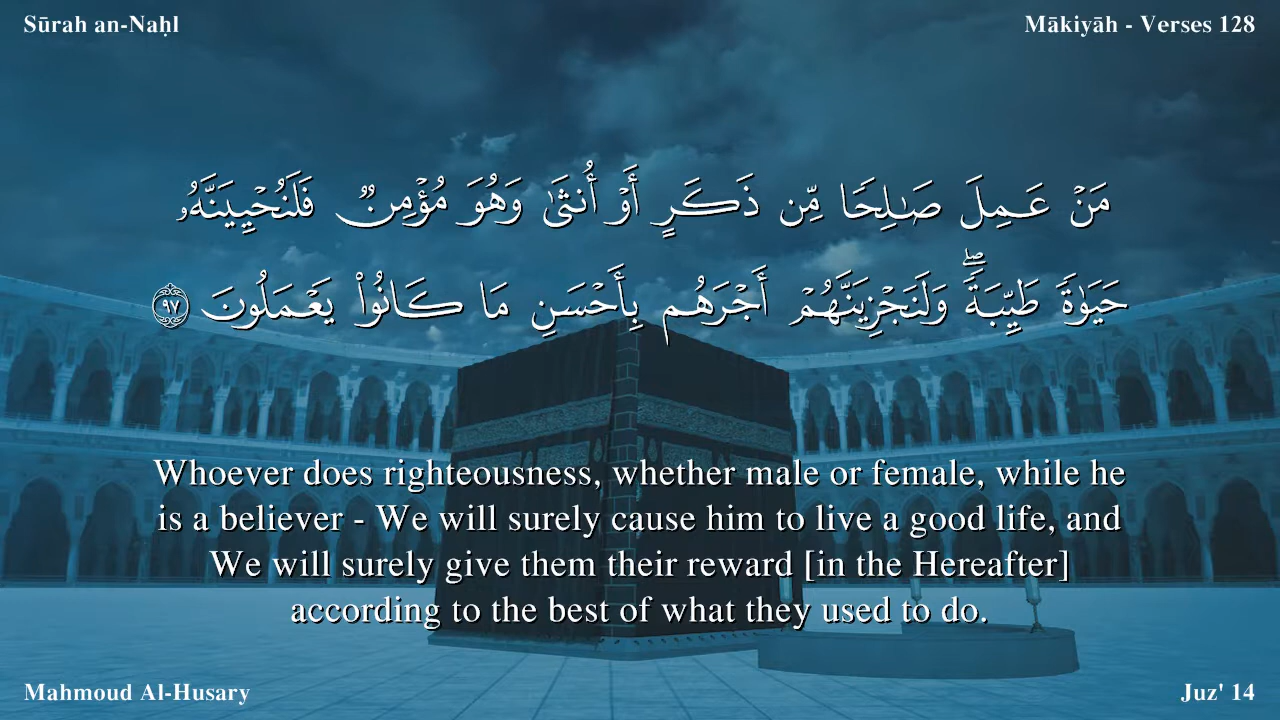 Sūrah an-Naḥl
Mākiyāh - Verses 128
مَنْ عَمِلَ صَـٰلِحًا مِّن ذَكَرٍ أَوْ أُنثَىٰ وَهُوَ مُؤْمِنٌ فَلَنُحْيِيَنَّهُۥ
حَيَوٰةً طَيِّبَةً ۖ وَلَنَجْزِيَنَّهُمْ أَجْرَهُم بِأَحْسَنِ مَا كَانُوا۟ يَعْمَلُونَ ٩٧
Whoever does righteousness, whether male or female, while he
is a believer - We will surely cause him to live a good life, and
We will surely give them their reward [in the Hereafter]
according to the best of what they used to do.
Mahmoud Al-Husary
Juz' 14